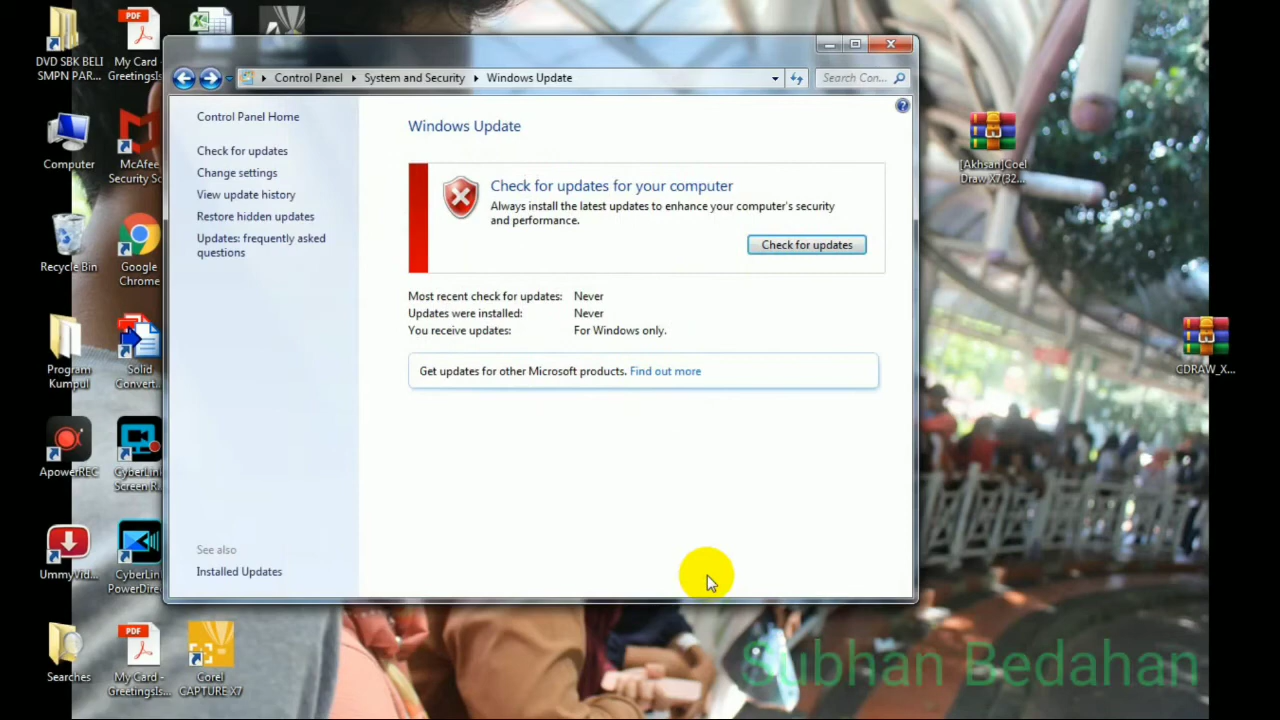 DVD SBK BELI
SMPN PAR...
My Card -
GreetingsIs...
Computer
McAfee
Security Sc
Recycle Bin
Google
Chrome
Program
Kumpul
Solid
Convert...
ApowerREC
CyberLink
Screen R...
UmmyVid...
CyberLink
PowerDirec
Searches
My Card -
GreetingsIs...
Corel
CAPTURE X7
Control Panel
System and Security
Windows Update
Search Con...
Control Panel Home
Check for updates
Change settings
View update history
Restore hidden updates
Updates: frequently asked
questions
See also
Installed Updates
Windows Update
Check for updates for your computer
Always install the latest updates to enhance your computer's security
and performance.
Check for updates
Most recent check for updates: Never
Updates were installed: Never
You receive updates: For Windows only.
Get updates for other Microsoft products. Find out more
[Akhsan]Coel
Draw X7(32...
CDRAW_X...
Subhan Bedahan